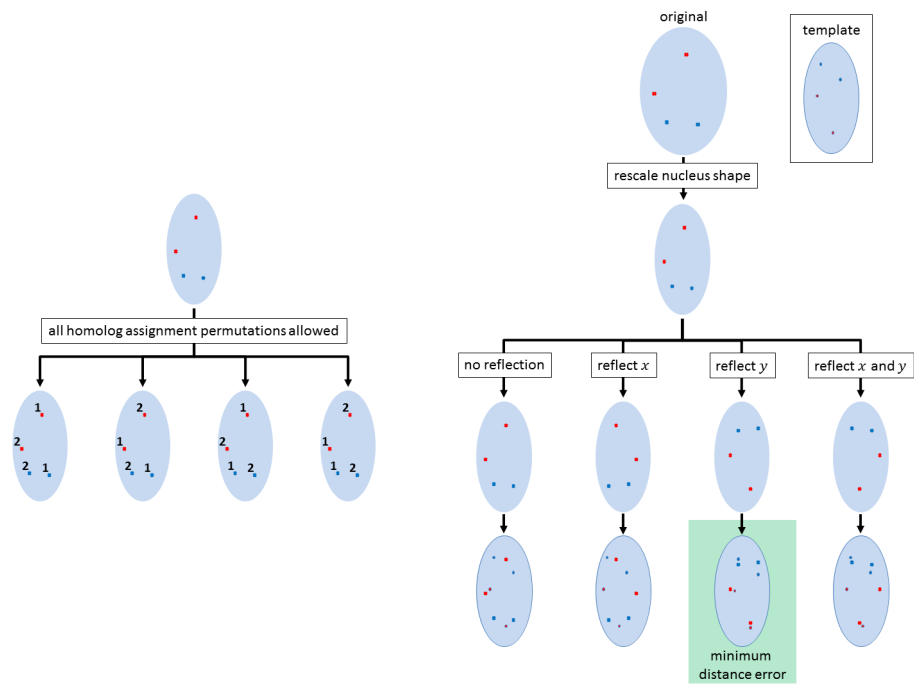 original
template
rescale nucleus shape
all homolog assignment permutations allowed
no reflection
reflect x
reflect y
reflect x and y
1
2
2
1
2
1
2
1
1
2
1
2
2
1
1
2
minimum
distance error